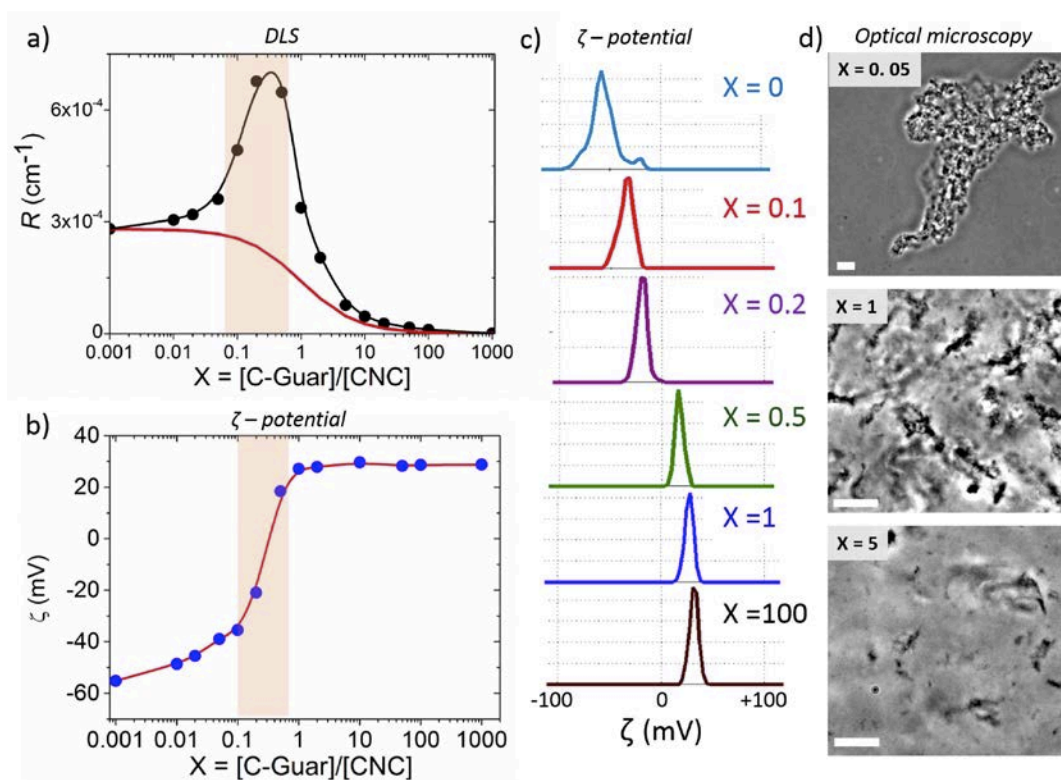 a)
DLS
R (cm⁻¹)
6x10⁻⁴
3x10⁻⁴
0
0.001 0.01 0.1 1 10 100 1000
X = [C-Guar]/[CNC]
b)
ζ-potential
ζ (mV)
40
20
0
-20
-40
-60
0.001 0.01 0.1 1 10 100 1000
X = [C-Guar]/[CNC]
c)
ζ – potential
X = 0
X = 0.1
X = 0.2
X = 0.5
X =1
X =100
-100 0 +100
ζ (mV)
d)
Optical microscopy
X = 0. 05
X = 1
X = 5